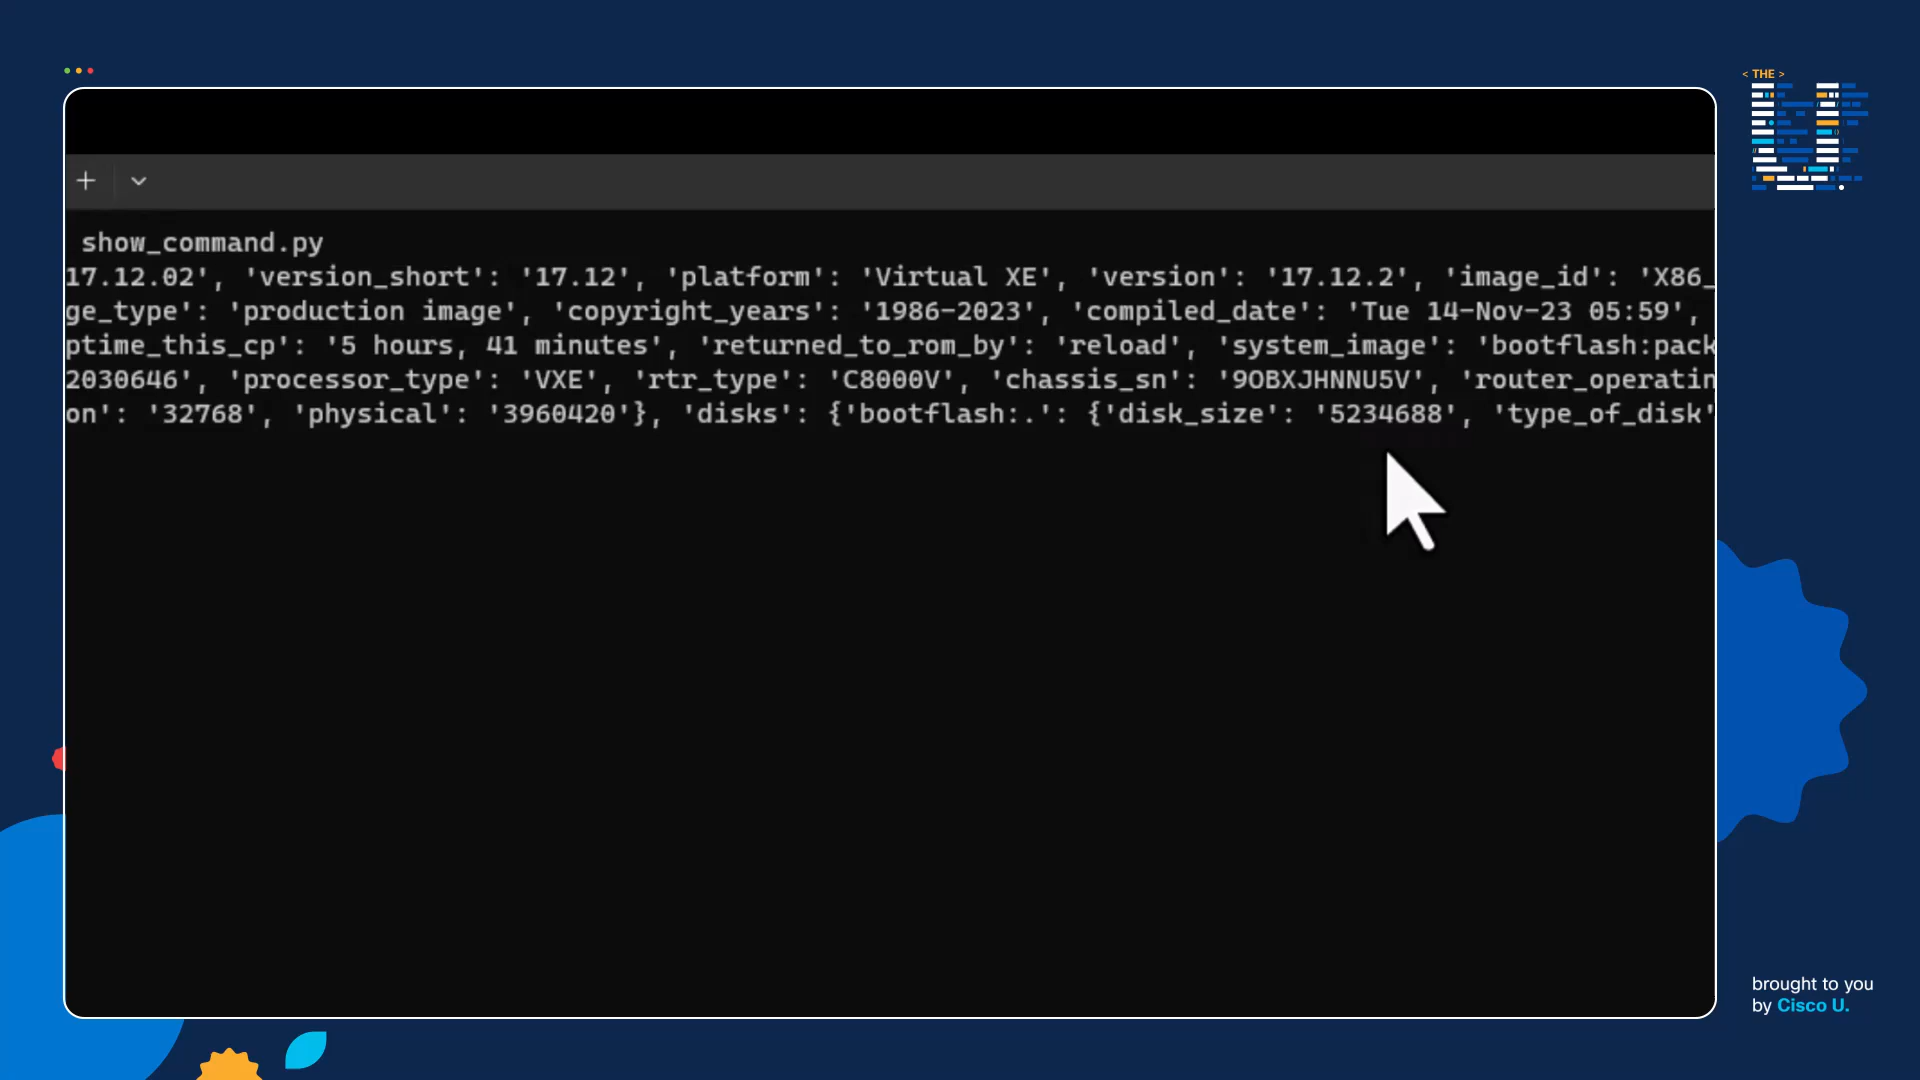 < THE >
+
show_command.py
17.12.02', 'version_short': '17.12', 'platform': 'Virtual XE', 'version': '17.12.2', 'image_id': 'X86_
ge_type': 'production image', 'copyright_years': '1986-2023', 'compiled_date': 'Tue 14-Nov-23 05:59',
ptime_this_cp': '5 hours, 41 minutes', 'returned_to_rom_by': 'reload', 'system_image': 'bootflash:pack
2030646', 'processor_type': 'VXE', 'rtr_type': 'C8000V', 'chassis_sn': '9OBXJHNNU5V', 'router_operatin
on': '32768', 'physical': '3960420'}, 'disks': {'bootflash:.': {'disk_size': '5234688', 'type_of_disk'
brought to you
by Cisco U.